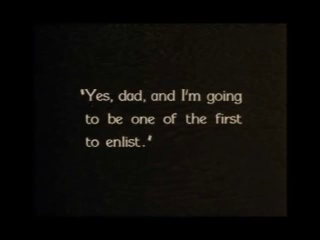 "Yes, dad, and I'm going
to be one of the first
to enlist."